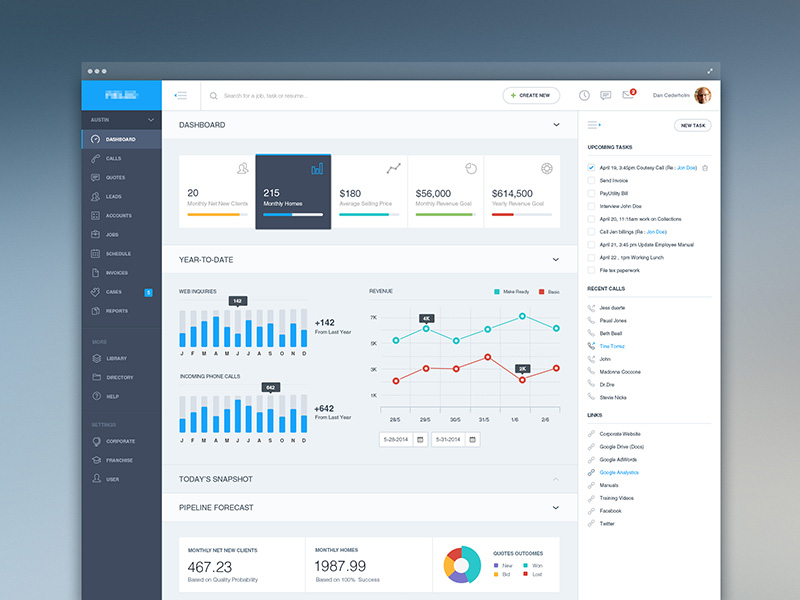 Search for a job, task or resume...
+ CREATE NEW
3
Dan Cederholm
AUSTIN
DASHBOARD
CALLS
QUOTES
LEADS
ACCOUNTS
JOBS
SCHEDULE
INVOICES
CASES
REPORTS
MORE
LIBRARY
DIRECTORY
HELP
SETTINGS
CORPORATE
FRANCHISE
USER
DASHBOARD
20
Monthly Net New Clients
215
Monthly Homes
$180
Average Selling Price
$56,000
Monthly Revenue Goal
$614,500
Yearly Revenue Goal
YEAR-TO-DATE
WEB INQUIRIES
142
J F M A M J J A S O N D
+142
From Last Year
INCOMING PHONE CALLS
642
J F M A M J J A S O N D
+642
From Last Year
REVENUE
Make Ready
Basic
7K
5K
3K
1K
4K
2K
28/5 29/5 30/5 31/5 1/6 2/6
5-28-2014
5-31-2014
TODAY'S SNAPSHOT
PIPELINE FORECAST
MONTHLY NET NEW CLIENTS
467.23
Based on Quality Probability
MONTHLY HOMES
1987.99
Based on 100% Success
QUOTES OUTCOMES
New
Won
Bid
Lost
NEW TASK
UPCOMING TASKS
April 19, 3:45pm Coutesy Call (Re : Jon Doe)
Send Invoice
PayUtility Bill
Interview John Doe
April 20, 11:11am work on Collections
Call Jen billings (Re : Jon Doe)
April 21, 3:45 pm Update Employee Manual
April 22 , 1pm Working Lunch
File tex paperwork
RECENT CALLS
Jess duarte
Paual Jones
Beth Beall
Tine Torrez
John
Madonna Goccone
Dr.Dre
Stevie Nicks
LINKS
Corporate Website
Google Drive (Docs)
Google AdWords
Google Analystics
Manuals
Training Videos
Facebook
Twitter